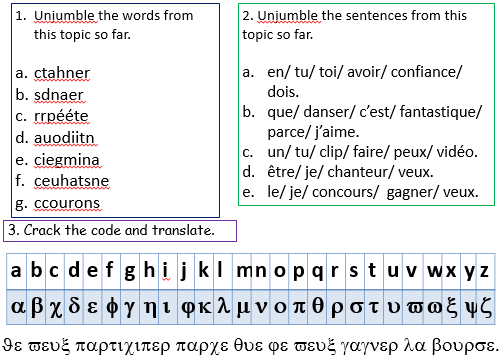 1. Unjumble the words from
this topic so far.
a. ctahner
b. sdnaer
c. rrpééte
d. auodiitn
e. ciegmina
f. ceuhatsne
g. ccourons
2. Unjumble the sentences from this
topic so far.
a. en/ tu/ toi/ avoir/ confiance/
dois.
b. que/ danser/ c’est/ fantastique/
parce/ j’aime.
c. un/ tu/ clip/ faire/ peux/ vidéo.
d. être/ je/ chanteur/ veux.
e. le/ je/ concours/ gagner/ veux.
3. Crack the code and translate.
a b c d e f g h i j k l m n o p q r s t u v w x y z
α β χ δ ε ϕ γ η ι φ κ λ μ ν ο π θ ρ σ τ υ ϖ ω ξ ψ ζ
ϑε ϖευξ παρτιχιπερ παρχε θυε φε ϖευξ γαγνερ λα βουρσε.